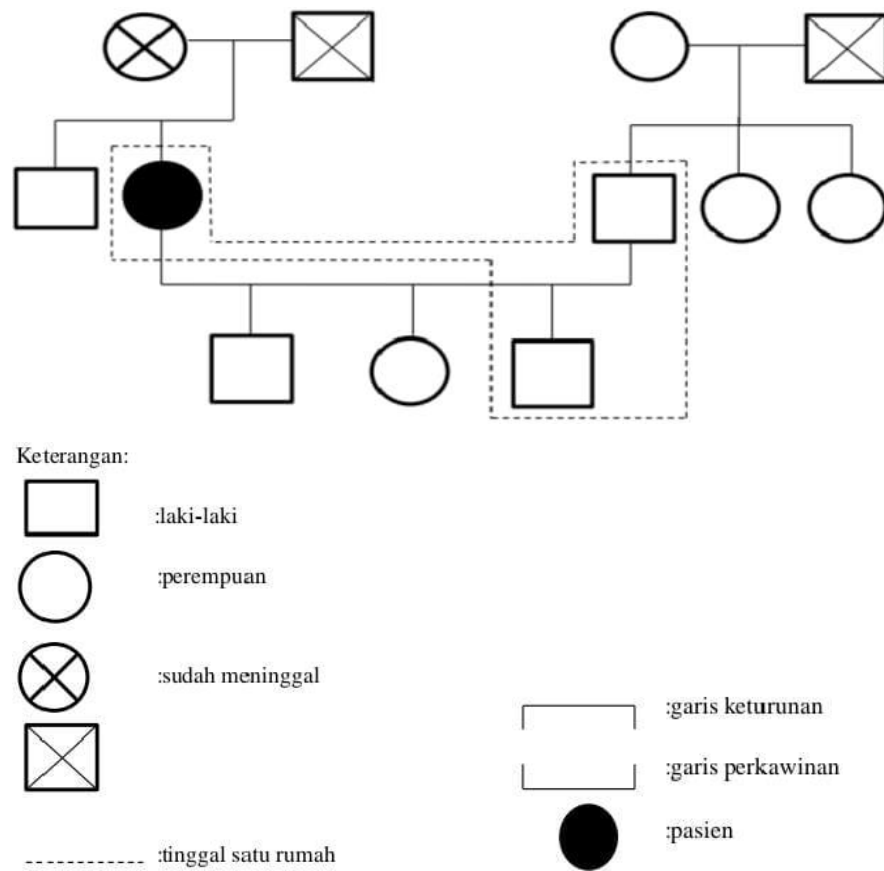 Keterangan:
:laki-laki
:perempuan
:sudah meninggal
:garis keturunan
:garis perkawinan
:pasien
:tinggal satu rumah